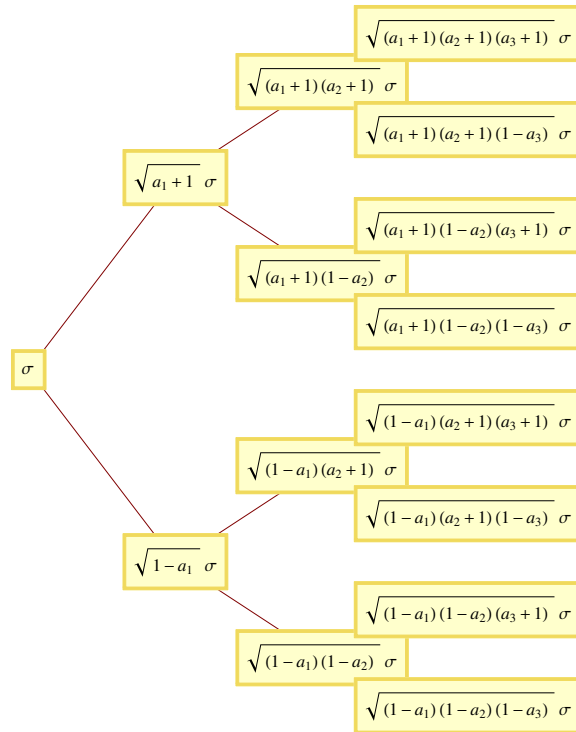 √(a₁+1)(a₂+1)(a₃+1) σ
√(a₁+1)(a₂+1) σ
√(a₁+1)(a₂+1)(1−a₃) σ
√a₁+1 σ
√(a₁+1)(1−a₂)(a₃+1) σ
√(a₁+1)(1−a₂) σ
√(a₁+1)(1−a₂)(1−a₃) σ
σ
√(1−a₁)(a₂+1)(a₃+1) σ
√(1−a₁)(a₂+1) σ
√(1−a₁)(a₂+1)(1−a₃) σ
√1−a₁ σ
√(1−a₁)(1−a₂)(a₃+1) σ
√(1−a₁)(1−a₂) σ
√(1−a₁)(1−a₂)(1−a₃) σ